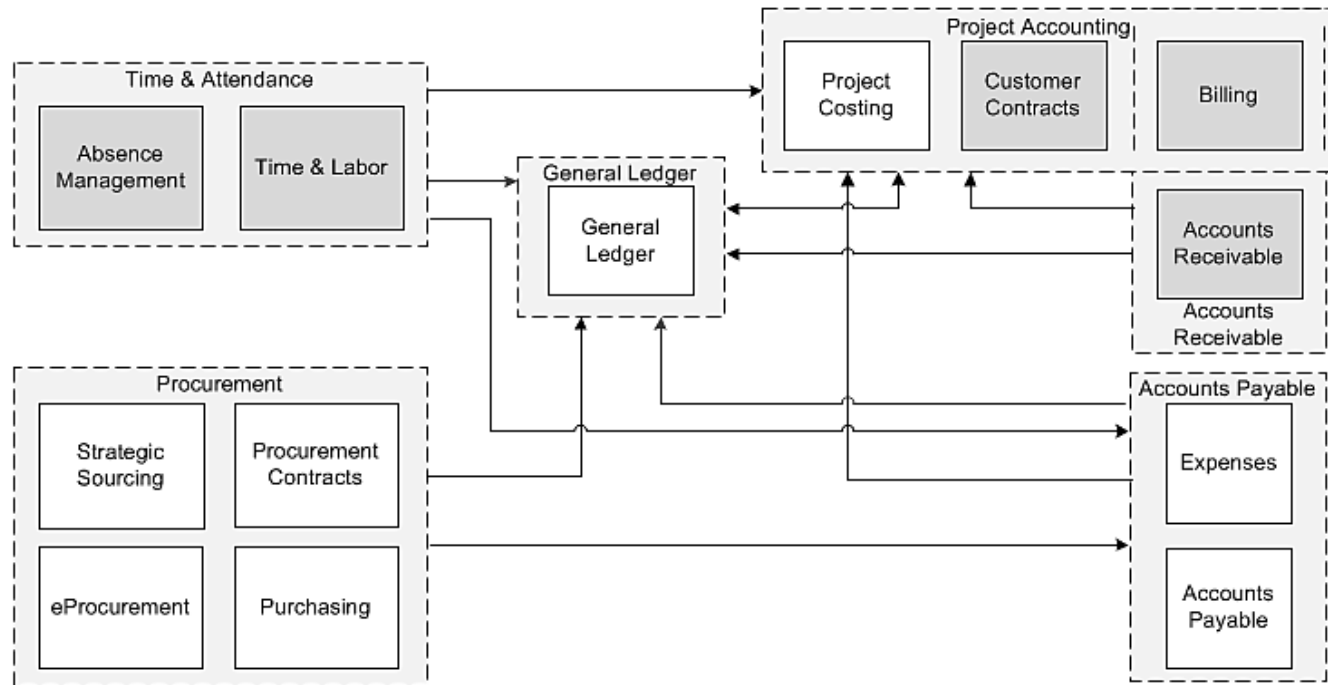 Project Accounting
Project
Costing
Customer
Contracts
Billing
Time & Attendance
Absence
Management
Time & Labor
General Ledger
General
Ledger
Accounts
Receivable
Accounts
Receivable
Procurement
Strategic
Sourcing
Procurement
Contracts
eProcurement
Purchasing
Accounts Payable
Expenses
Accounts
Payable